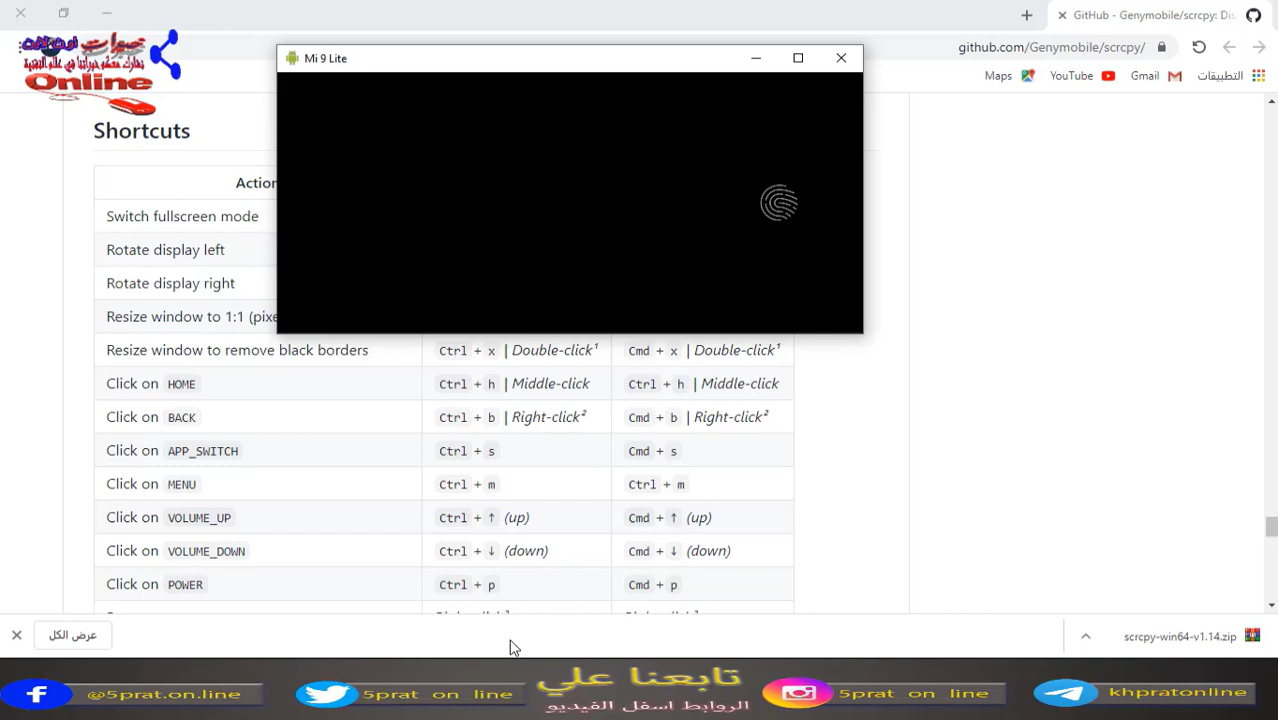 GitHub - Genymobile/scrcpy: Dis
github.com/Genymobile/scrcpy/
Maps
YouTube
Gmail
التطبيقات
Online
Mi 9 Lite
Shortcuts
Action
Switch fullscreen mode
Rotate display left
Rotate display right
Resize window to 1:1 (pixe
Resize window to remove black borders Ctrl + x | Double-click¹ Cmd + x | Double-click¹
Click on HOME Ctrl + h | Middle-click Ctrl + h | Middle-click
Click on BACK Ctrl + b | Right-click² Cmd + b | Right-click²
Click on APP_SWITCH Ctrl + s Cmd + s
Click on MENU Ctrl + m Ctrl + m
Click on VOLUME_UP Ctrl + ↑ (up) Cmd + ↑ (up)
Click on VOLUME_DOWN Ctrl + ↓ (down) Cmd + ↓ (down)
Click on POWER Ctrl + p Cmd + p
عرض الكل
scrcpy-win64-v1.14.zip
تابعنا علي
الروابط اسفل الفيديو
@5prat.on.line
5prat on line
5prat on line
khpratonline